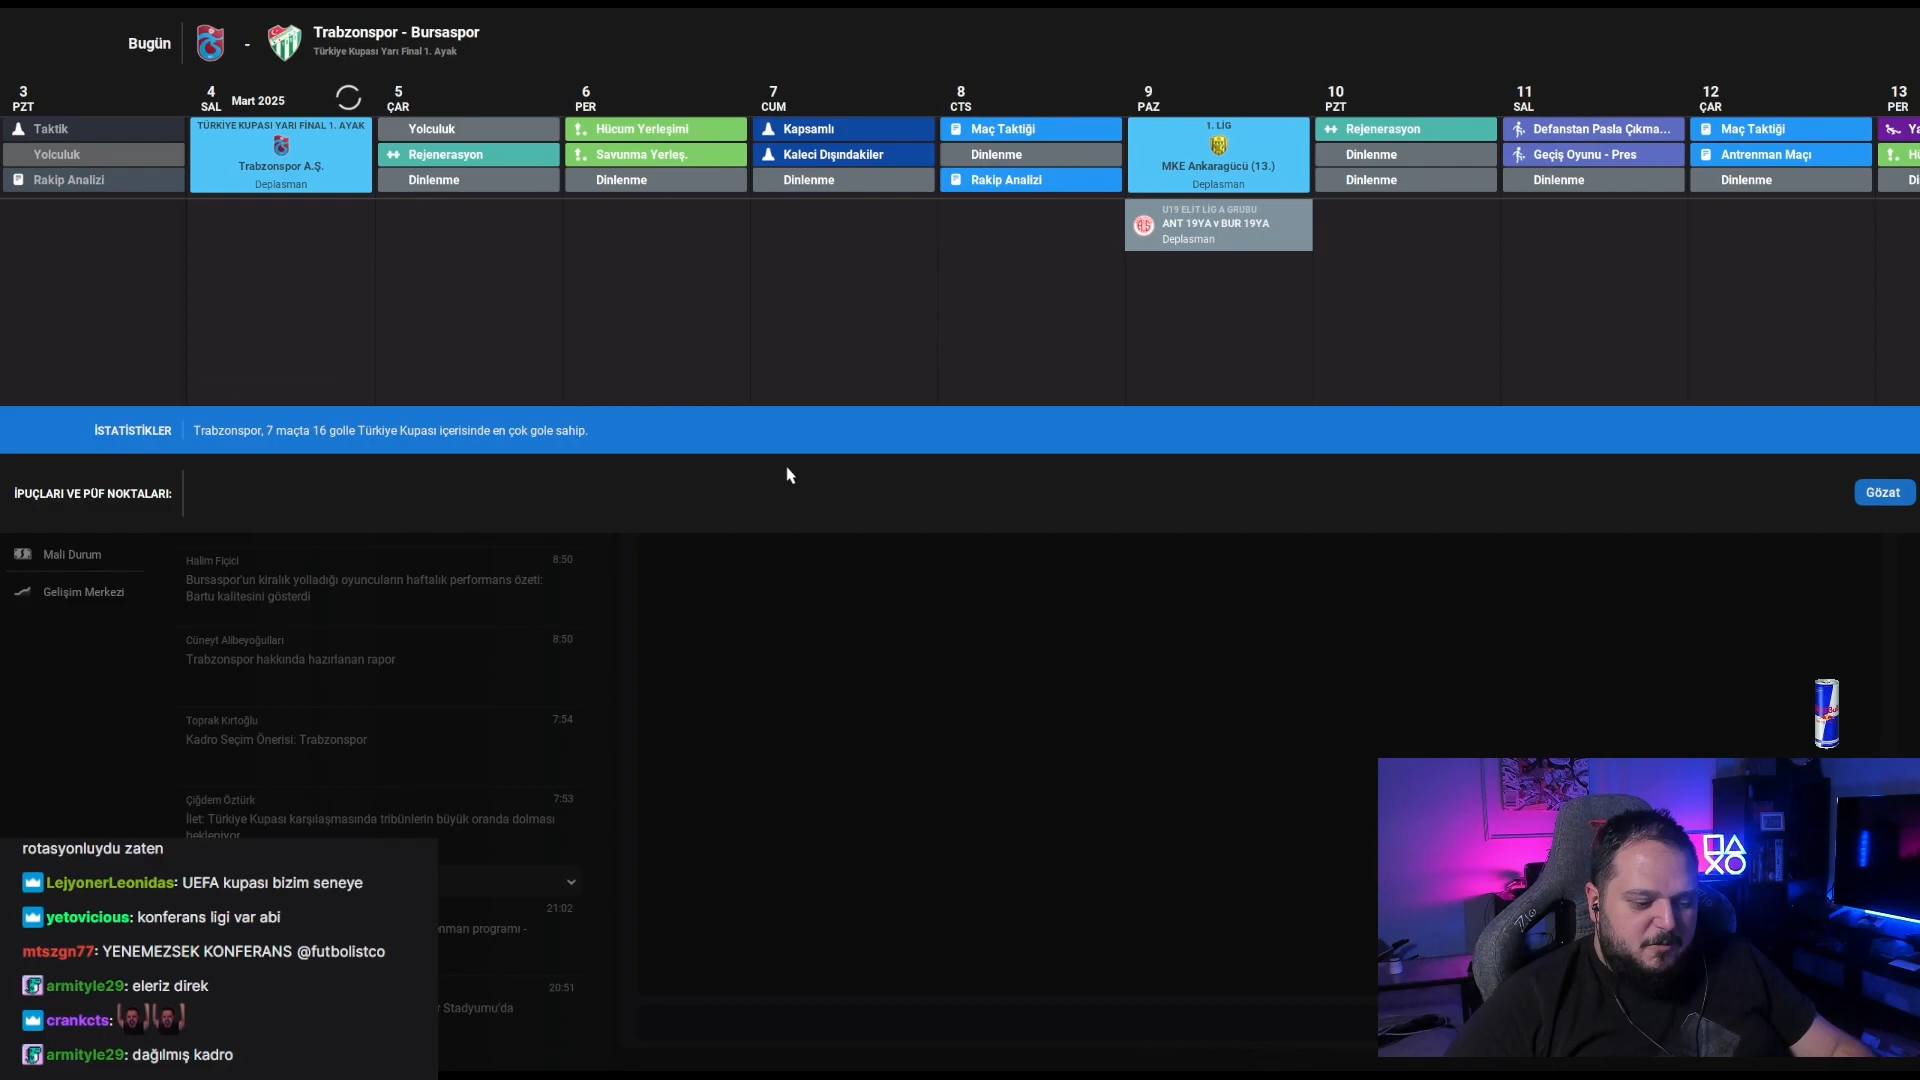 Bugün
-
Trabzonspor - Bursaspor
Türkiye Kupası Yarı Final 1. Ayak
3
PZT
4
SAL
Mart 2025
5
ÇAR
6
PER
7
CUM
8
CTS
9
PAZ
10
PZT
11
SAL
12
ÇAR
13
PER
Taktik
Yolculuk
Rakip Analizi
TÜRKİYE KUPASI YARI FİNAL 1. AYAK
Trabzonspor A.Ş.
Deplasman
Yolculuk
Rejenerasyon
Dinlenme
Hücum Yerleşimi
Savunma Yerleş.
Dinlenme
Kapsamlı
Kaleci Dışındakiler
Dinlenme
Maç Taktiği
Dinlenme
Rakip Analizi
1. LİG
MKE Ankaragücü (13.)
Deplasman
U19 ELİT LİG A GRUBU
ANT 19YA v BUR 19YA
Deplasman
Rejenerasyon
Dinlenme
Dinlenme
Defanstan Pasla Çıkma...
Geçiş Oyunu - Pres
Dinlenme
Maç Taktiği
Antrenman Maçı
Dinlenme
İSTATİSTİKLER
Trabzonspor, 7 maçta 16 golle Türkiye Kupası içerisinde en çok gole sahip.
İPUÇLARI VE PÜF NOKTALARI:
Gözat
Mali Durum
Gelişim Merkezi
Halim Fiçici
8:50
Bursaspor'un kiralık yolladığı oyuncuların haftalık performans özeti:
Bartu kalitesini gösterdi
Cüneyt Alibeyoğulları
8:50
Trabzonspor hakkında hazırlanan rapor
Toprak Kırtoğlu
7:54
Kadro Seçim Önerisi: Trabzonspor
Çiğdem Öztürk
7:53
İlet: Türkiye Kupası karşılaşmasında tribünlerin büyük oranda dolması
bekleniyor
21:02
programı -
20:51
Stadyumu'da
rotasyonluydu zaten
LejyonerLeonidas: UEFA kupası bizim seneye
yetovicious: konferans ligi var abi
mtszgn77: YENEMEZSEK KONFERANS @futbolistco
armityle29: eleriz direk
crankcts:
armityle29: dağılmış kadro